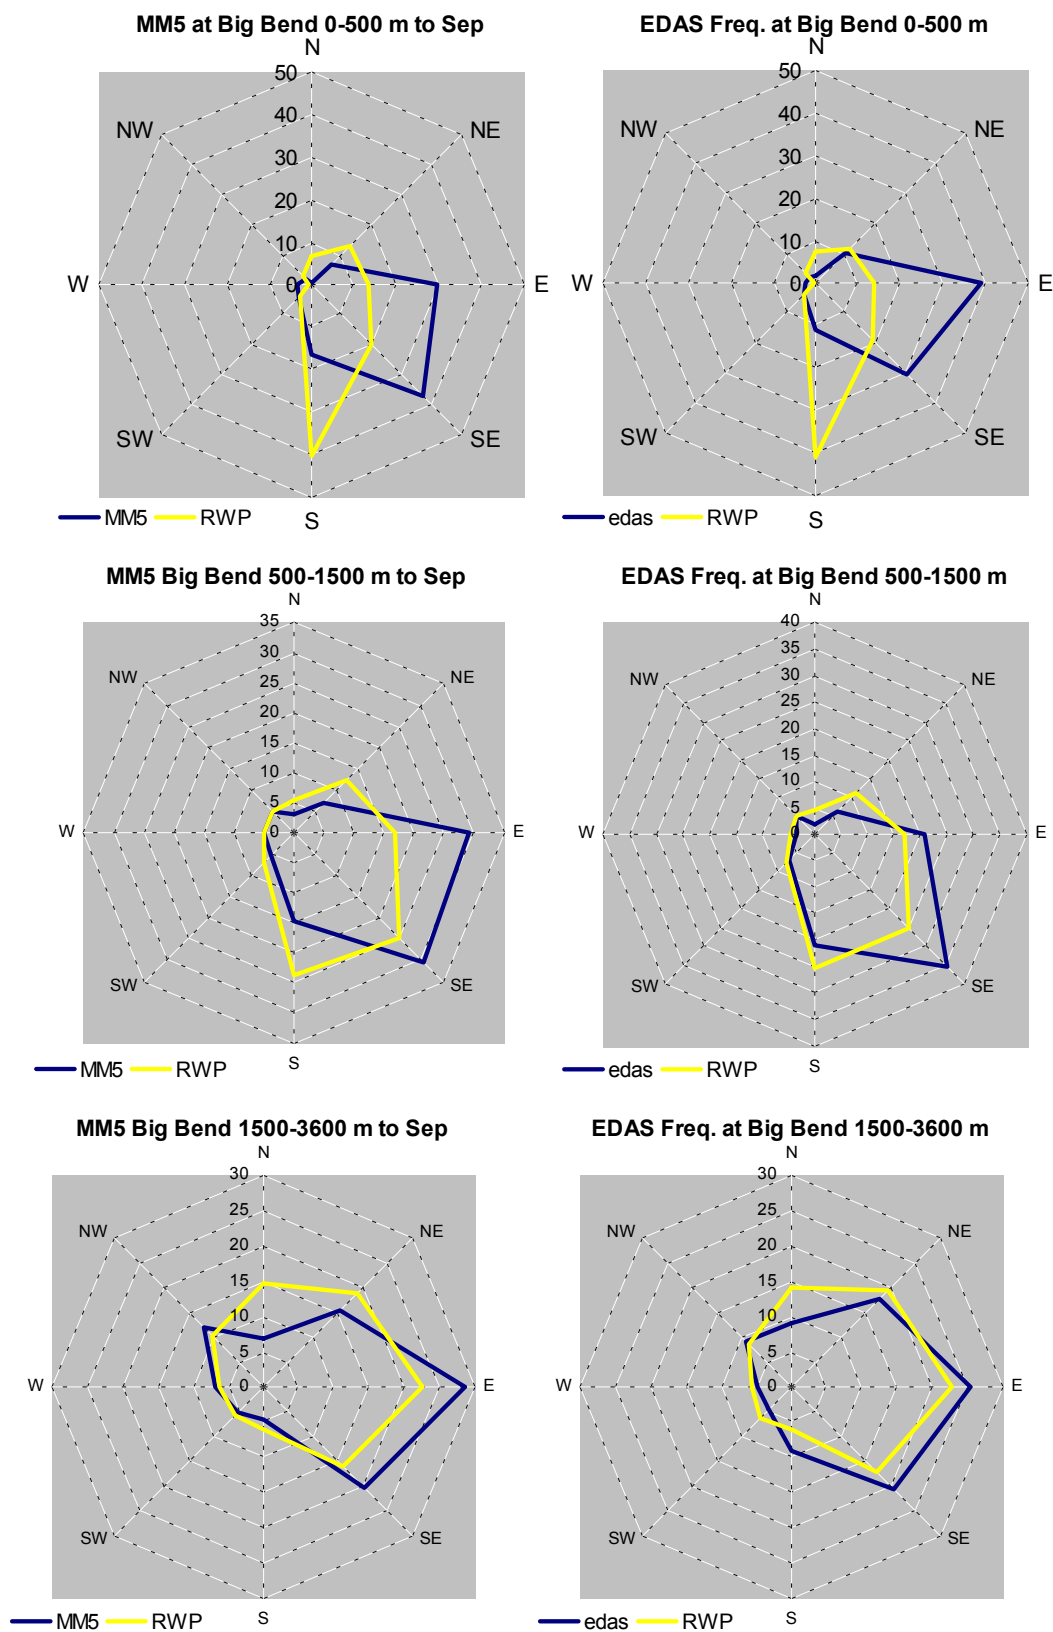 MM5 at Big Bend 0-500 m to Sep
N
50
40
30
20
10
0
NW
NE
W
E
SW
SE
S
MM5 RWP
EDAS Freq. at Big Bend 0-500 m
N
50
40
30
20
10
0
NW
NE
W
E
SW
SE
S
edas RWP
MM5 Big Bend 500-1500 m to Sep
N
35
30
25
20
15
10
5
0
NW
NE
W
E
SW
SE
S
MM5 RWP
EDAS Freq. at Big Bend 500-1500 m
N
40
35
30
25
20
15
10
5
0
NW
NE
W
E
SW
SE
S
edas RWP
MM5 Big Bend 1500-3600 m to Sep
N
30
25
20
15
10
5
0
NW
NE
W
E
SW
SE
S
MM5 RWP
EDAS Freq. at Big Bend 1500-3600 m
N
30
25
20
15
10
5
0
NW
NE
W
E
SW
SE
S
edas RWP